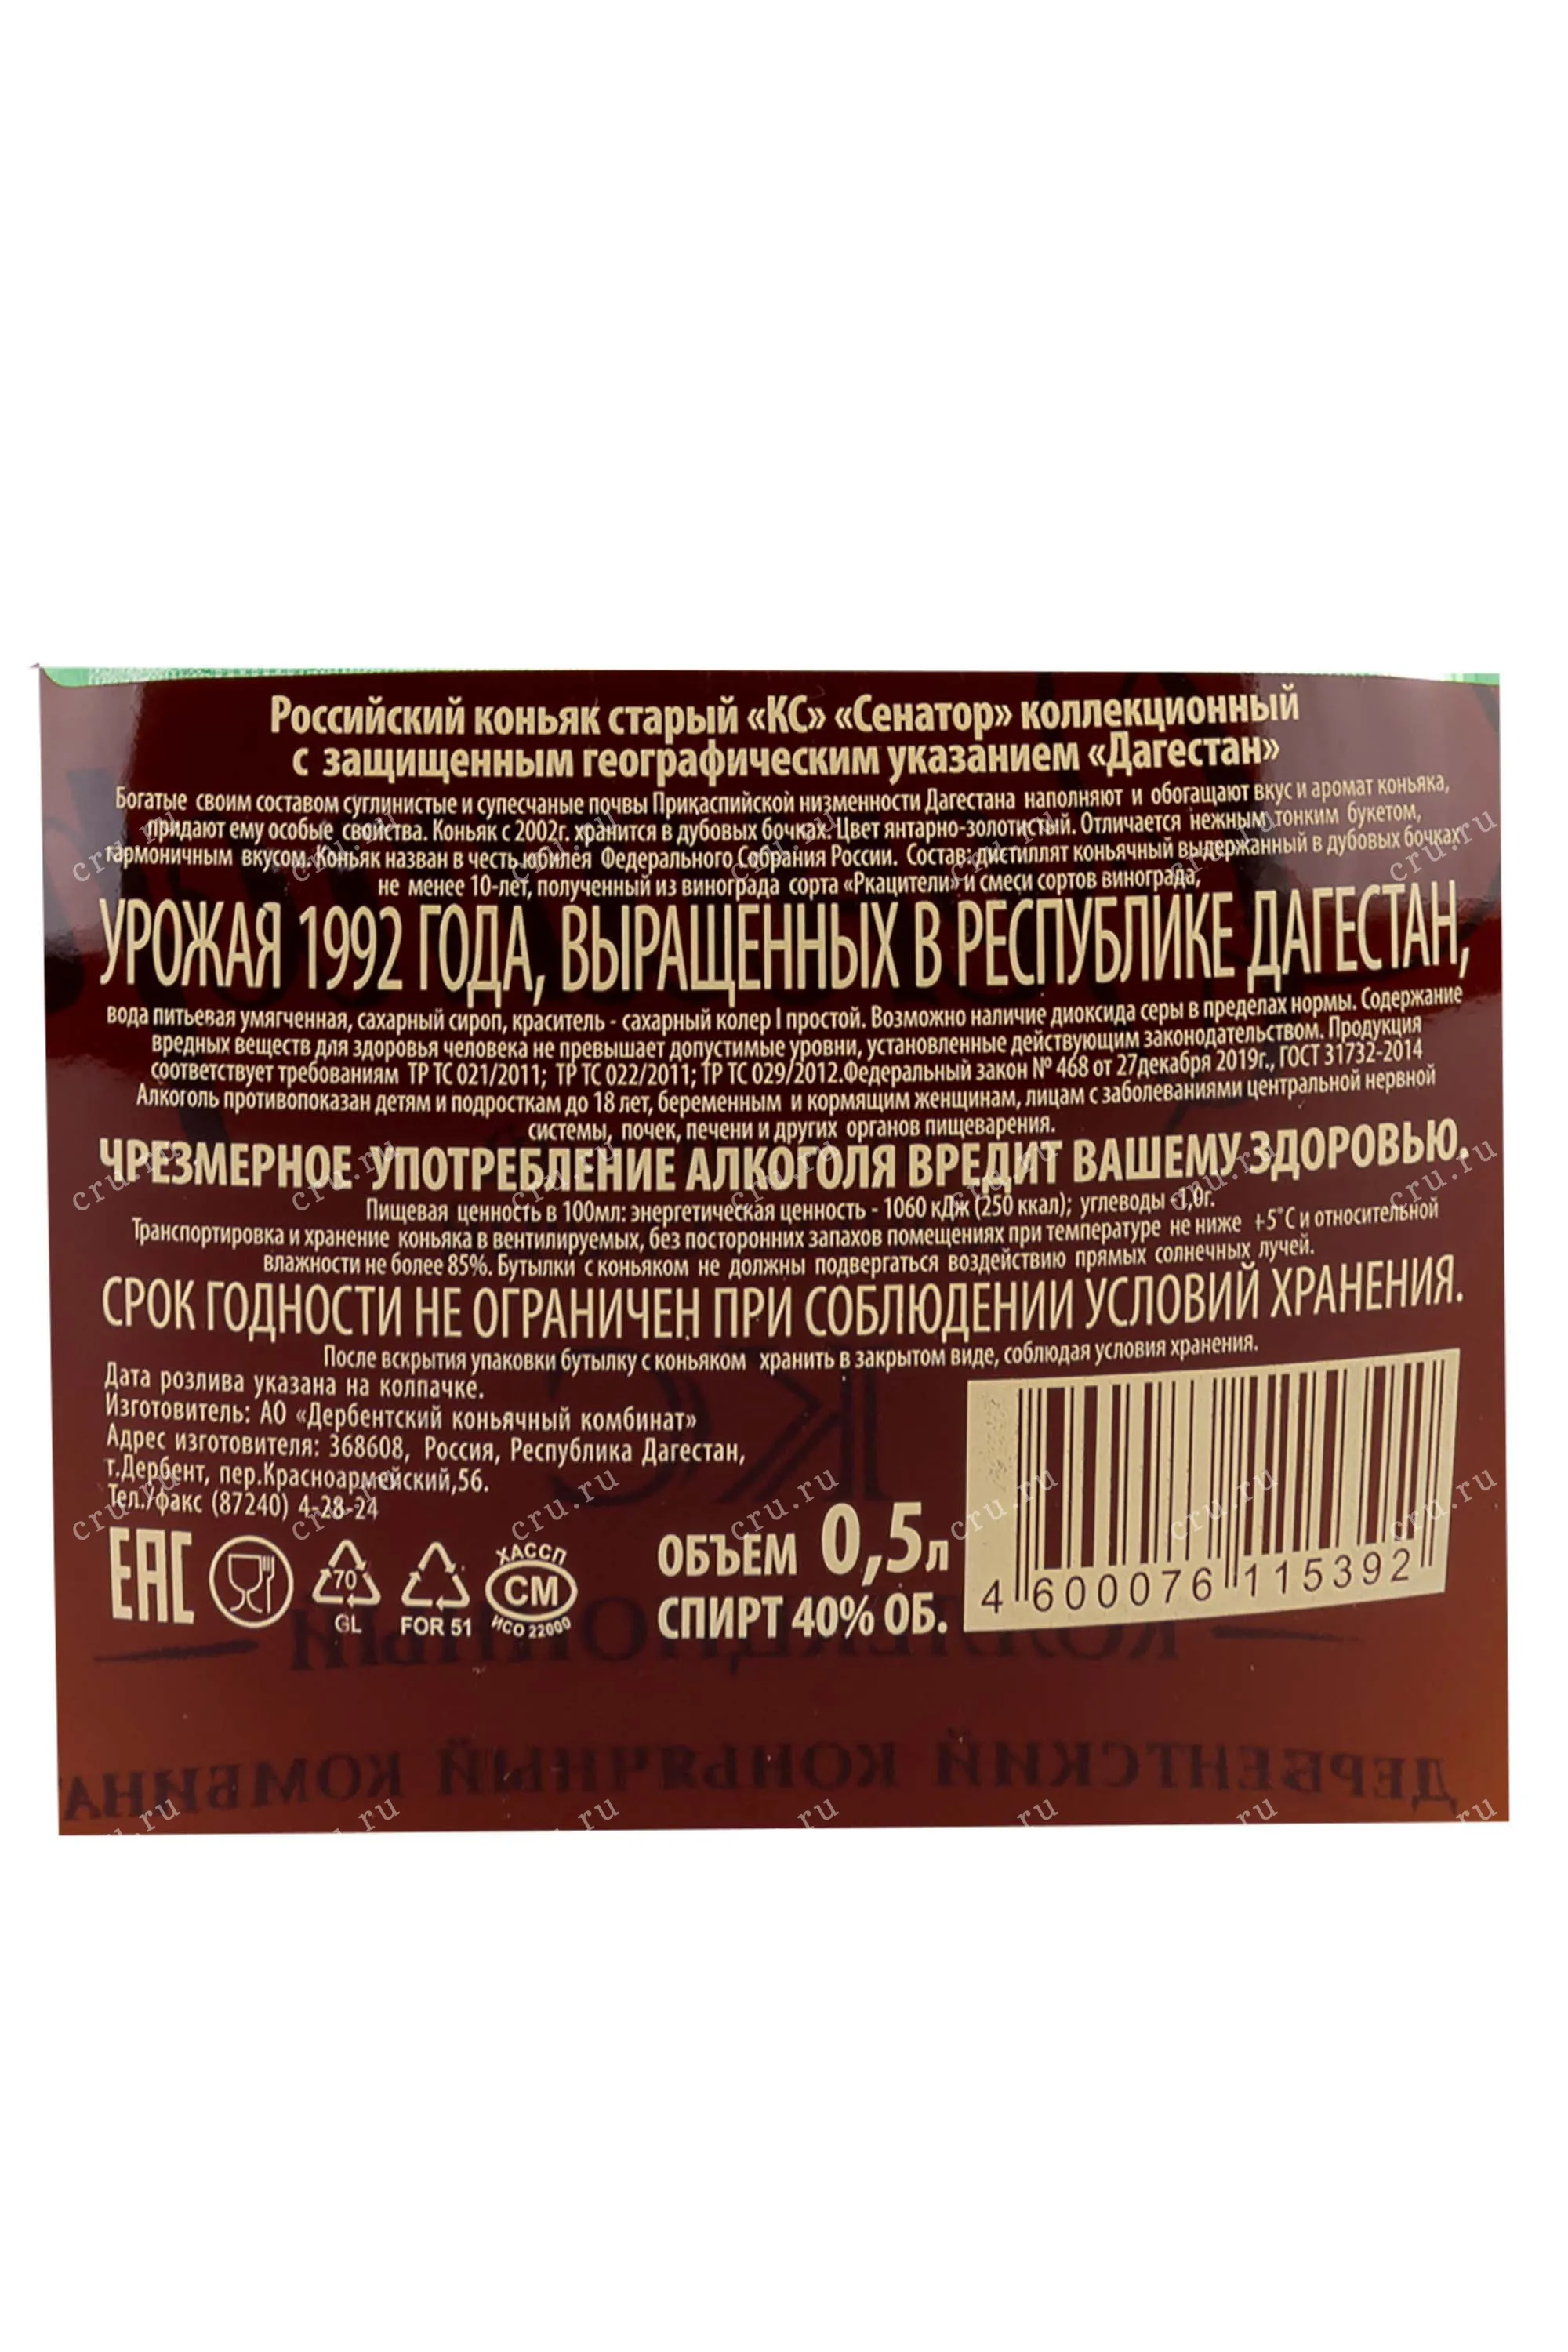 Российский коньяк старый «КС» «Сенатор» коллекционный
с защищенным географическим указанием «Дагестан»
Богатые своим составом суглинистые и супесчаные почвы Прикаспийской низменности Дагестана наполняют и обогащают вкус и аромат коньяка,
придают ему особые свойства. Коньяк с 2002г. хранится в дубовых бочках. Цвет янтарно-золотистый. Отличается нежным тонким букетом,
гармоничным вкусом. Коньяк назван в честь юбилея Федерального Собрания России. Состав: дистиллят коньячный выдержанный в дубовых бочках
не менее 10-лет, полученный из винограда сорта «Ркацители» и смеси сортов винограда,
УРОЖАЯ 1992 ГОДА, ВЫРАЩЕННЫХ В РЕСПУБЛИКЕ ДАГЕСТАН,
вода питьевая умягченная, сахарный сироп, краситель - сахарный колер I простой. Возможно наличие диоксида серы в пределах нормы. Содержание
вредных веществ для здоровья человека не превышает допустимые уровни, установленные действующим законодательством. Продукция
соответствует требованиям ТР ТС 021/2011; ТР ТС 022/2011; ТР ТС 029/2012.Федеральный закон № 468 от 27декабря 2019г., ГОСТ 31732-2014
Алкоголь противопоказан детям и подросткам до 18 лет, беременным и кормящим женщинам, лицам с заболеваниями центральной нервной
системы, почек, печени и других органов пищеварения.
ЧРЕЗМЕРНОЕ УПОТРЕБЛЕНИЕ АЛКОГОЛЯ ВРЕДИТ ВАШЕМУ ЗДОРОВЬЮ.
Пищевая ценность в 100мл: энергетическая ценность - 1060 кДж (250 ккал); углеводы -1,0г.
Транспортировка и хранение коньяка в вентилируемых, без посторонних запахов помещениях при температуре не ниже +5°С и относительной
влажности не более 85%. Бутылки с коньяком не должны подвергаться воздействию прямых солнечных лучей.
СРОК ГОДНОСТИ НЕ ОГРАНИЧЕН ПРИ СОБЛЮДЕНИИ УСЛОВИЙ ХРАНЕНИЯ.
После вскрытия упаковки бутылку с коньяком хранить в закрытом виде, соблюдая условия хранения.
Дата розлива указана на колпачке.
Изготовитель: АО «Дербентский коньячный комбинат»
Адрес изготовителя: 368608, Россия, Республика Дагестан,
г.Дербент, пер.Красноармейский,56.
Тел./факс (87240) 4-28-24
ЕАС
70
GL
FOR 51
ХАССП
СМ
ИСО 22000
ОБЪЕМ 0,5л
СПИРТ 40% ОБ.
4 600076 115392
КС
КОЛЛЕКЦИОННЫЙ
ДЕРБЕНТСКИЙ КОНЬЯЧНЫЙ КОМБИНА
cru.ru